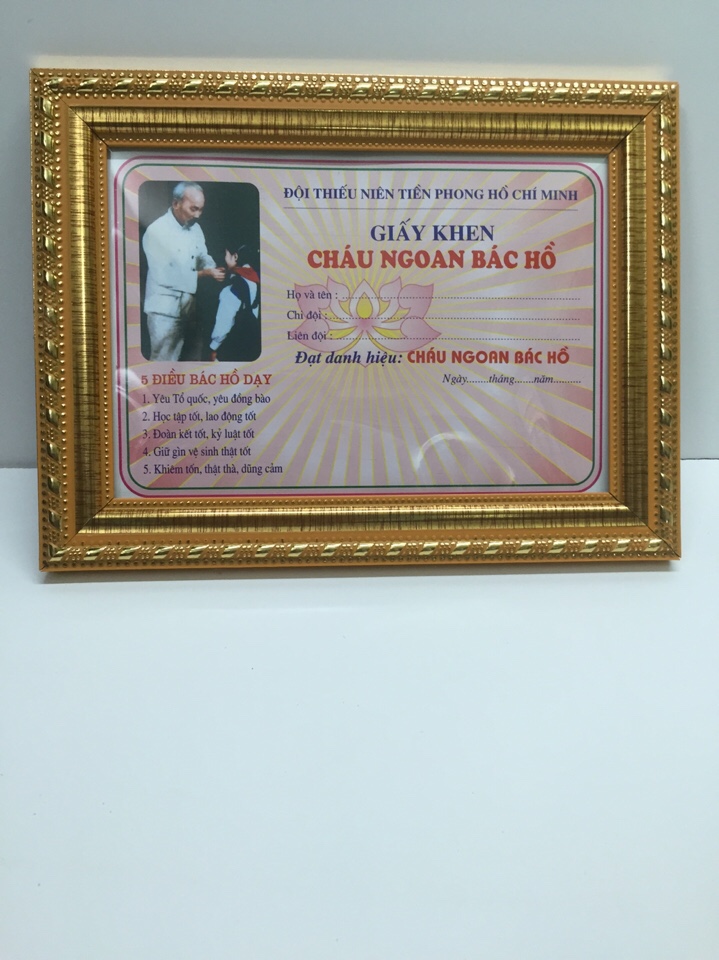 ĐỘI THIẾU NIÊN TIỀN PHONG HỒ CHÍ MINH
GIẤY KHEN
CHÁU NGOAN BÁC HỒ
Họ và tên : ........................................................
Chi đội : ........................................................
Liên đội : ........................................................
Đạt danh hiệu: CHÁU NGOAN BÁC HỒ
Ngày.......tháng......năm.........
5 ĐIỀU BÁC HỒ DẠY
1. Yêu Tổ quốc, yêu đồng bào
2. Học tập tốt, lao động tốt
3. Đoàn kết tốt, kỷ luật tốt
4. Giữ gìn vệ sinh thật tốt
5. Khiêm tốn, thật thà, dũng cảm